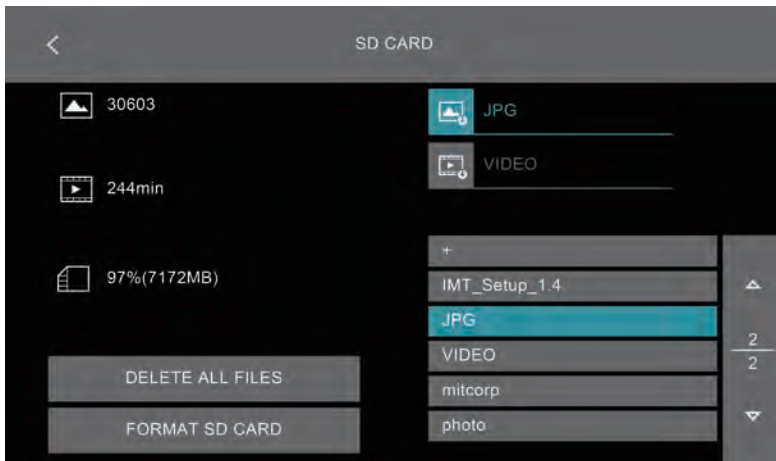 SD CARD
30603
244min
97%(7172MB)
DELETE ALL FILES
FORMAT SD CARD
JPG
VIDEO
+
IMT_Setup_1.4
JPG
VIDEO
mitcorp
photo
2
2